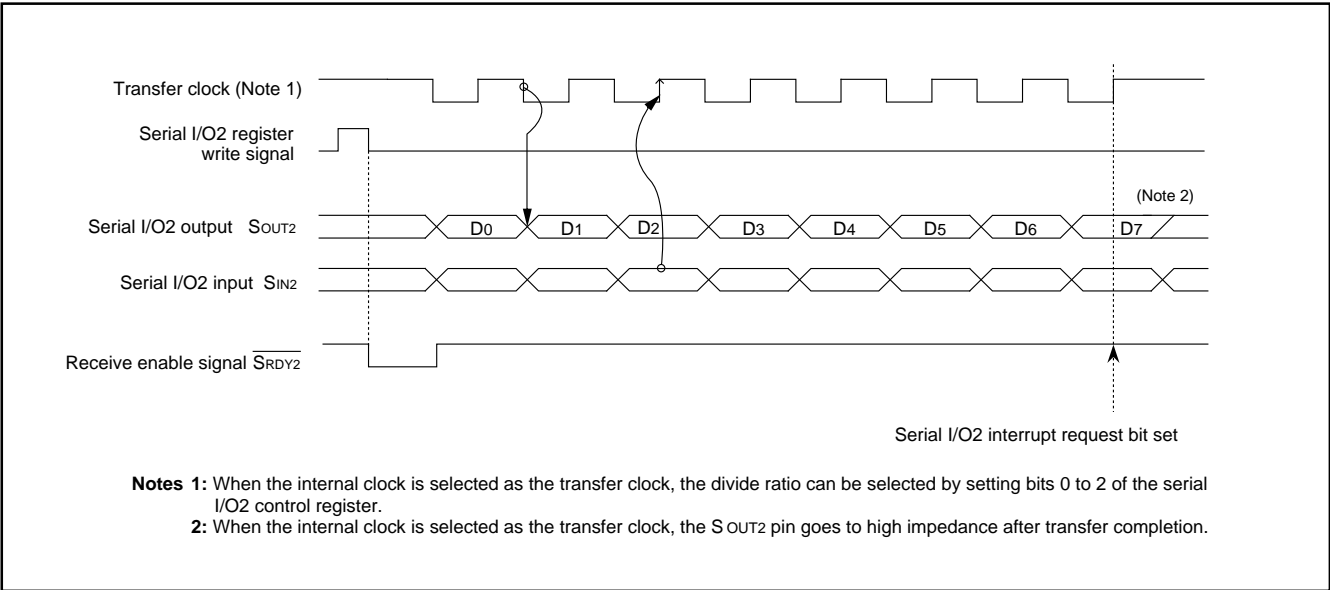 Transfer clock (Note 1)
Serial I/O2 register
write signal
(Note 2)
Serial I/O2 output SOUT2
D0 D1 D2 D3 D4 D5 D6 D7
Serial I/O2 input SIN2
Receive enable signal SRDY2
Serial I/O2 interrupt request bit set
Notes 1: When the internal clock is selected as the transfer clock, the divide ratio can be selected by setting bits 0 to 2 of the serial
I/O2 control register.
2: When the internal clock is selected as the transfer clock, the S OUT2 pin goes to high impedance after transfer completion.